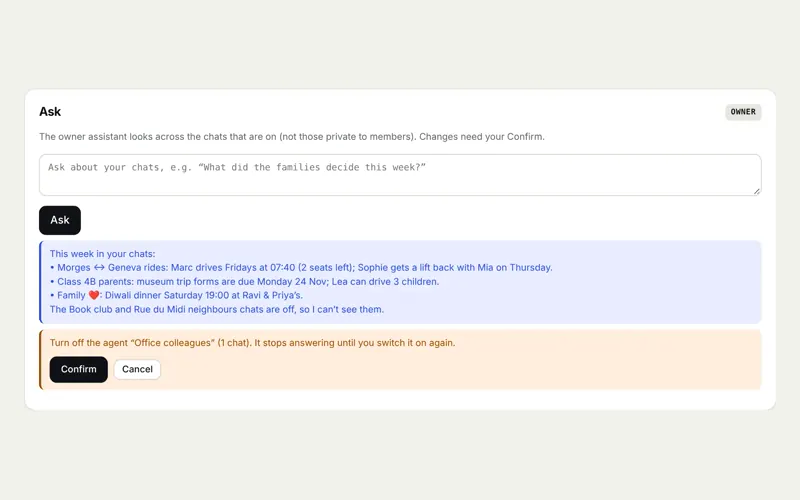 Ask
OWNER
The owner assistant looks across the chats that are on (not those private to members). Changes need your Confirm.
Ask about your chats, e.g. “What did the families decide this week?”
Ask
This week in your chats:
• Morges ↔ Geneva rides: Marc drives Fridays at 07:40 (2 seats left); Sophie gets a lift back with Mia on Thursday.
• Class 4B parents: museum trip forms are due Monday 24 Nov; Lea can drive 3 children.
• Family ❤️: Diwali dinner Saturday 19:00 at Ravi & Priya’s.
The Book club and Rue du Midi neighbours chats are off, so I can’t see them.
Turn off the agent “Office colleagues” (1 chat). It stops answering until you switch it on again.
Confirm
Cancel